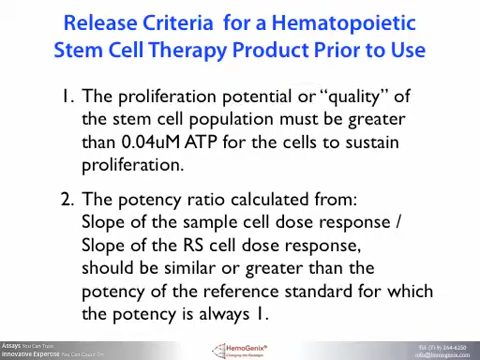 Release Criteria for a Hematopoietic
Stem Cell Therapy Product Prior to Use
1. The proliferation potential or “quality” of
the stem cell population must be greater
than 0.04uM ATP for the cells to sustain
proliferation.
2. The potency ratio calculated from:
Slope of the sample cell dose response /
Slope of the RS cell dose response,
should be similar or greater than the
potency of the reference standard for which
the potency is always 1.
Assays You Can Trust
Innovative Expertise You Can Count On
HemoGenix®
Tel: (719) 264-6250
info@hemogenix.com